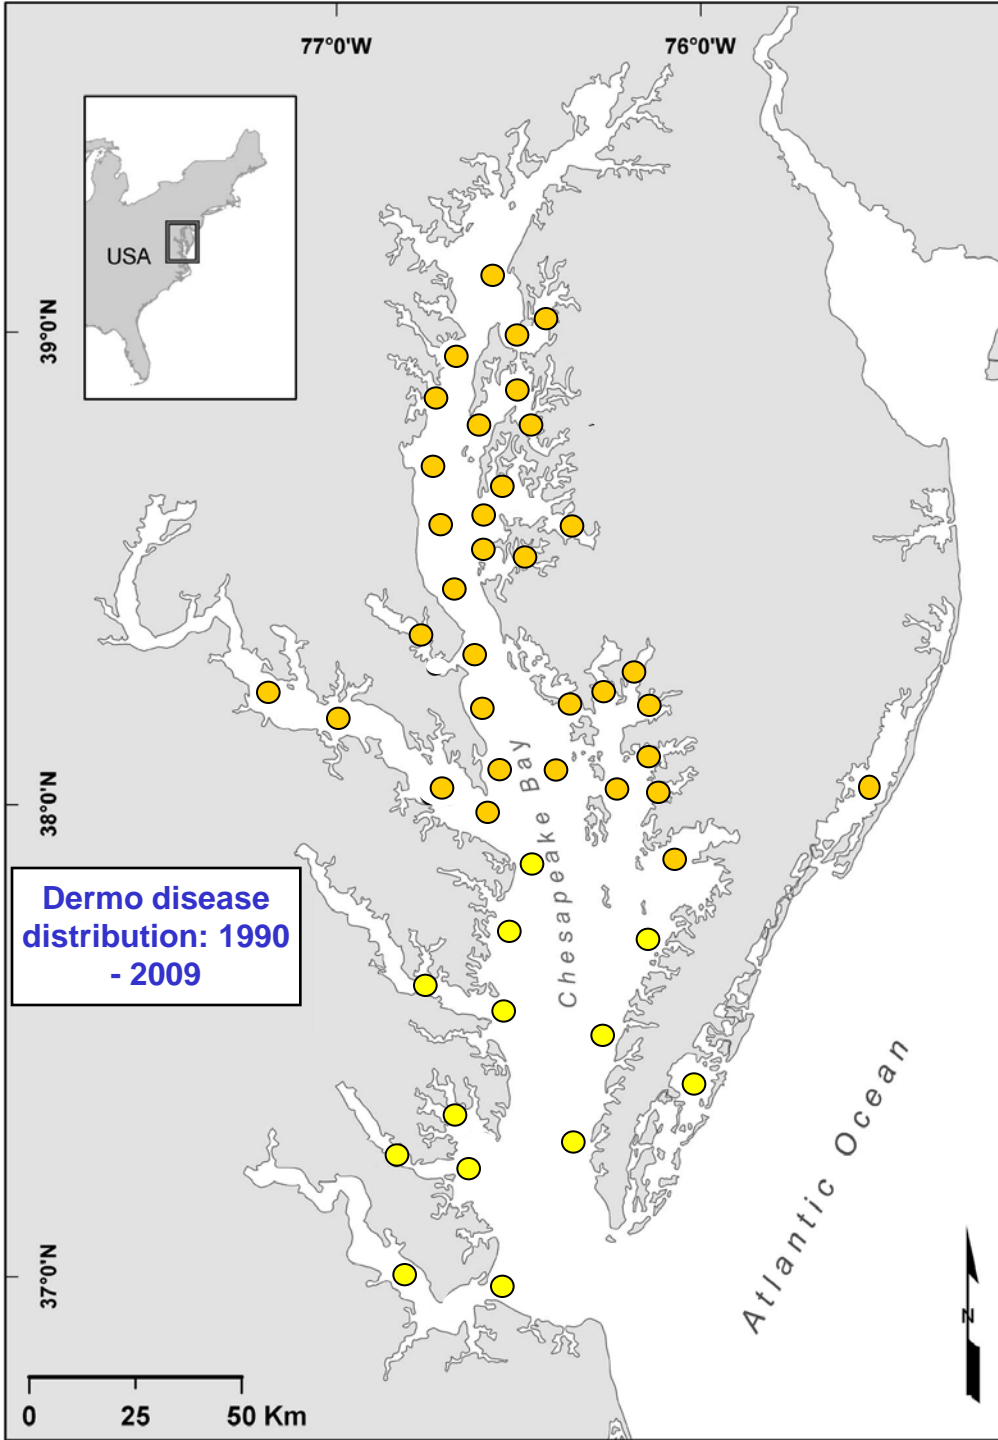 77°0'W
76°0'W
USA
39°0'N
38°0'N
Chesapeake Bay
Dermo disease
distribution: 1990
- 2009
Atlantic Ocean
37°0'N
N
0 25 50 Km